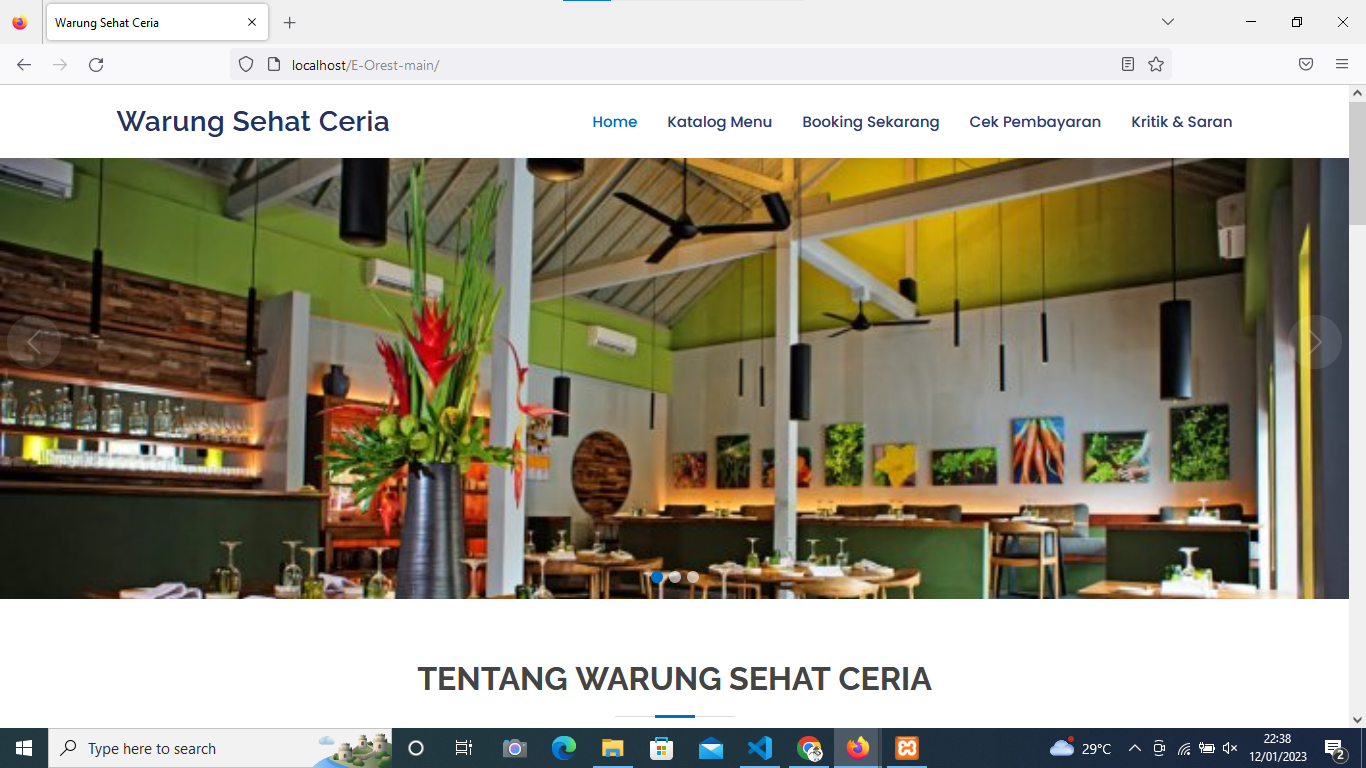 Warung Sehat Ceria
localhost/E-Orest-main/
Warung Sehat Ceria
Home Katalog Menu Booking Sekarang Cek Pembayaran Kritik & Saran
TENTANG WARUNG SEHAT CERIA
Type here to search
29°C
22:38
12/01/2023
2